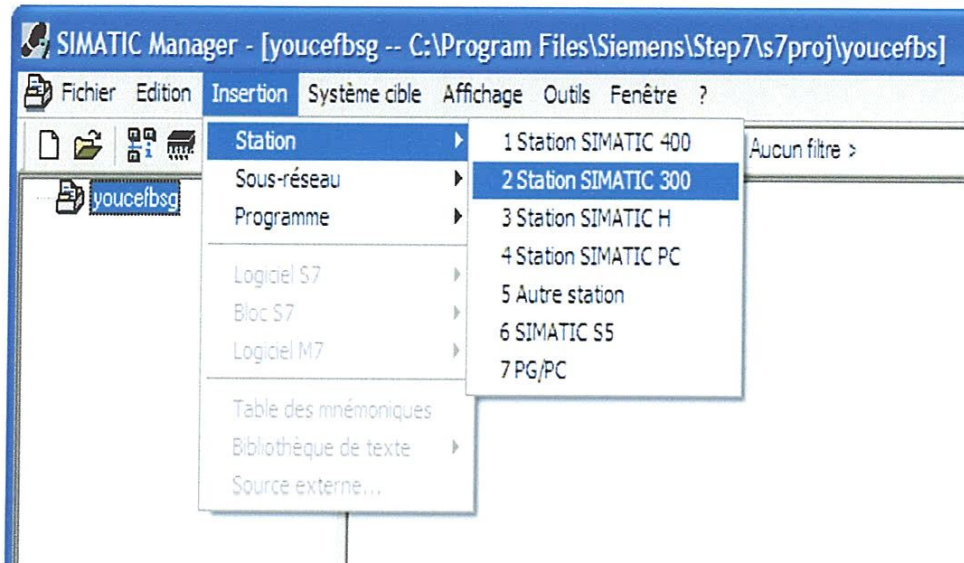 SIMATIC Manager - [youcefbsg -- C:\Program Files\Siemens\Step7\s7proj\youcefbs]
Fichier Edition Insertion Système cible Affichage Outils Fenêtre ?
Aucun filtre >
youcefbsg
Station
Sous-réseau
Programme
Logiciel S7
Bloc S7
Logiciel M7
Table des mnémoniques
Bibliothèque de texte
Source externe...
1 Station SIMATIC 400
2 Station SIMATIC 300
3 Station SIMATIC H
4 Station SIMATIC PC
5 Autre station
6 SIMATIC S5
7 PG/PC